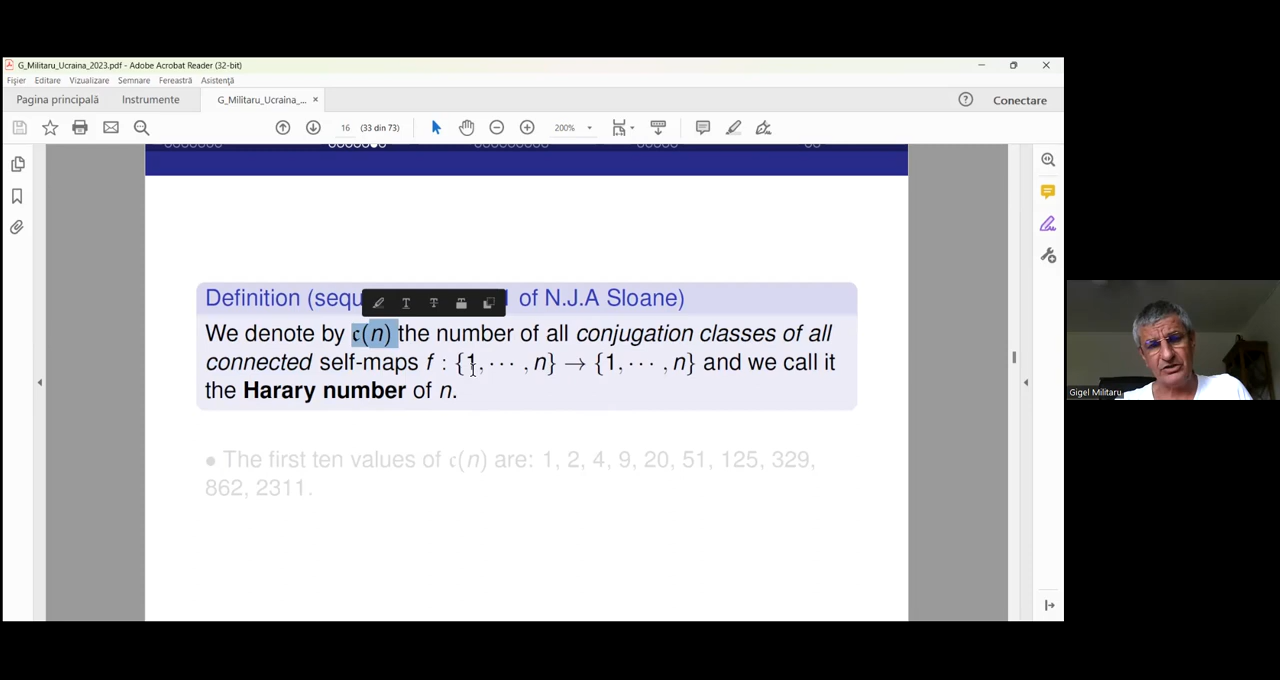 G_Militaru_Ucraina_2023.pdf - Adobe Acrobat Reader (32-bit)
Fișier Editare Vizualizare Semnare Fereastră Asistență
Pagina principală Instrumente G_Militaru_Ucraina_... × Conectare
16 (33 din 73) 200%
Definition (sequ of N.J.A Sloane)
We denote by 𝔠(n) the number of all conjugation classes of all
connected self-maps f : {1, ··· , n} → {1, ··· , n} and we call it
the Harary number of n.
• The first ten values of 𝔠(n) are: 1, 2, 4, 9, 20, 51, 125, 329,
862, 2311.
Gigel Militaru